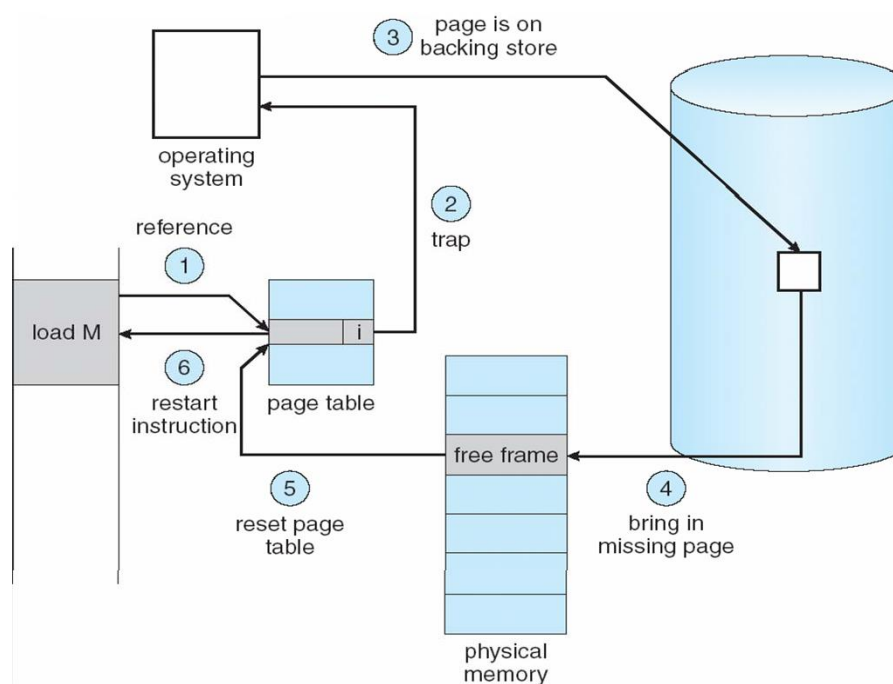 3
page is on
backing store
operating
system
2
trap
reference
1
load M
i
6
restart
instruction
page table
free frame
5
reset page
table
4
bring in
missing page
physical
memory